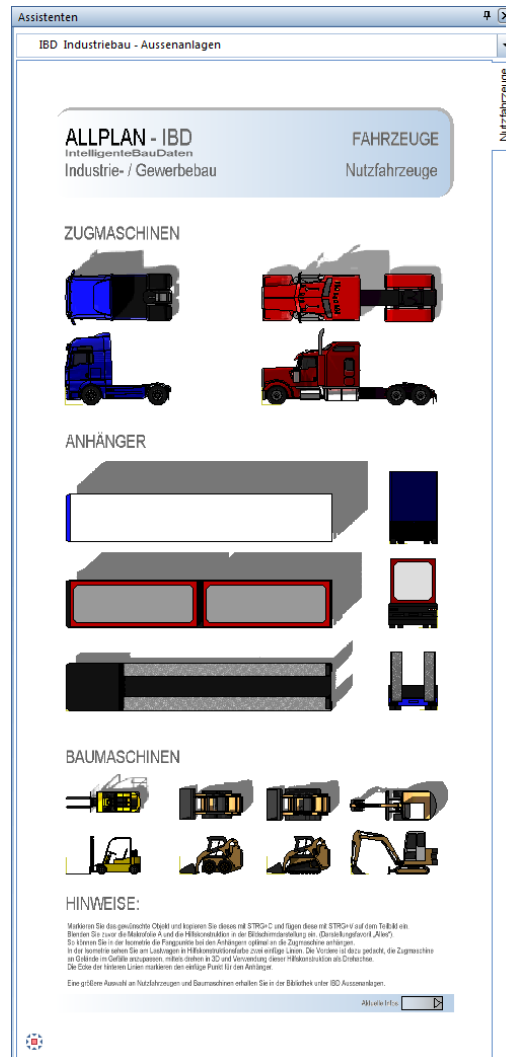 Assistenten
IBD Industriebau - Aussenanlagen
Nutzfahrzeuge
ALLPLAN - IBD
FAHRZEUGE
IntelligenteBauDaten
Industrie- / Gewerbebau
Nutzfahrzeuge
ZUGMASCHINEN
ANHÄNGER
BAUMASCHINEN
HINWEISE:
Markieren Sie das gewünschte Objekt und kopieren Sie dieses mit STRG+C und fügen diese mit STRG+V auf dem Teilbild ein.
Blenden Sie zuvor die Makrofolie A und die Hilfskonstruktion in der Bildschirmdarstellung ein. (Darstellungsfavorit „Alles“).
So können Sie in der Isometrie die Fangpunkte bei den Anhängern optimal an die Zugmaschine anhängen.
In der Isometrie sehen Sie am Lastwagen in Hilfskonstruktionsfarbe zwei einfüge Linien. Die Vordere ist dazu gedacht, die Zugmaschine
an Gelände im Gefälle anzupassen, mittels drehen in 3D und Verwendung dieser Hilfskonstruktion als Drehachse.
Die Ecke der hinteren Linien markieren den einfüge Punkt für den Anhänger.
Eine größere Auswahl an Nutzfahrzeugen und Baumaschinen erhalten Sie in der Bibliothek unter IBD Aussenanlagen.
Aktuelle Infos